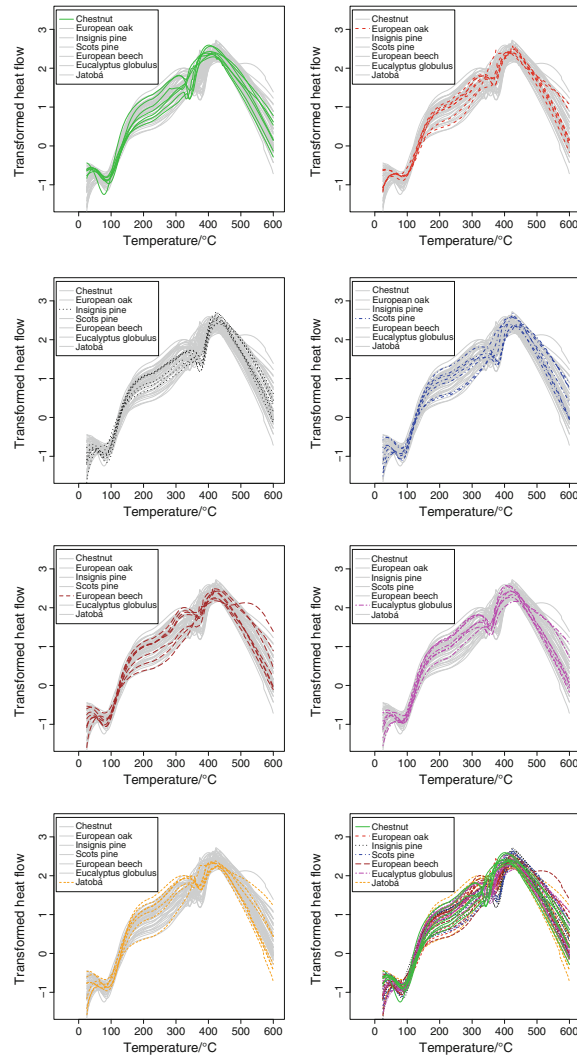 Chestnut
European oak
Insignis pine
Scots pine
European beech
Eucalyptus globulus
Jatobá
Transformed heat flow
3
2
1
0
−1
0 100 200 300 400 500 600
Temperature/°C
Chestnut
European oak
Insignis pine
Scots pine
European beech
Eucalyptus globulus
Jatobá
Transformed heat flow
3
2
1
0
−1
0 100 200 300 400 500 600
Temperature/°C
Chestnut
European oak
Insignis pine
Scots pine
European beech
Eucalyptus globulus
Jatobá
Transformed heat flow
3
2
1
0
−1
0 100 200 300 400 500 600
Temperature/°C
Chestnut
European oak
Insignis pine
Scots pine
European beech
Eucalyptus globulus
Jatobá
Transformed heat flow
3
2
1
0
−1
0 100 200 300 400 500 600
Temperature/°C
Chestnut
European oak
Insignis pine
Scots pine
European beech
Eucalyptus globulus
Jatobá
Transformed heat flow
3
2
1
0
−1
0 100 200 300 400 500 600
Temperature/°C
Chestnut
European oak
Insignis pine
Scots pine
European beech
Eucalyptus globulus
Jatobá
Transformed heat flow
3
2
1
0
−1
0 100 200 300 400 500 600
Temperature/°C
Chestnut
European oak
Insignis pine
Scots pine
European beech
Eucalyptus globulus
Jatobá
Transformed heat flow
3
2
1
0
−1
0 100 200 300 400 500 600
Temperature/°C
Chestnut
European oak
Insignis pine
Scots pine
European beech
Eucalyptus globulus
Jatobá
Transformed heat flow
3
2
1
0
−1
0 100 200 300 400 500 600
Temperature/°C